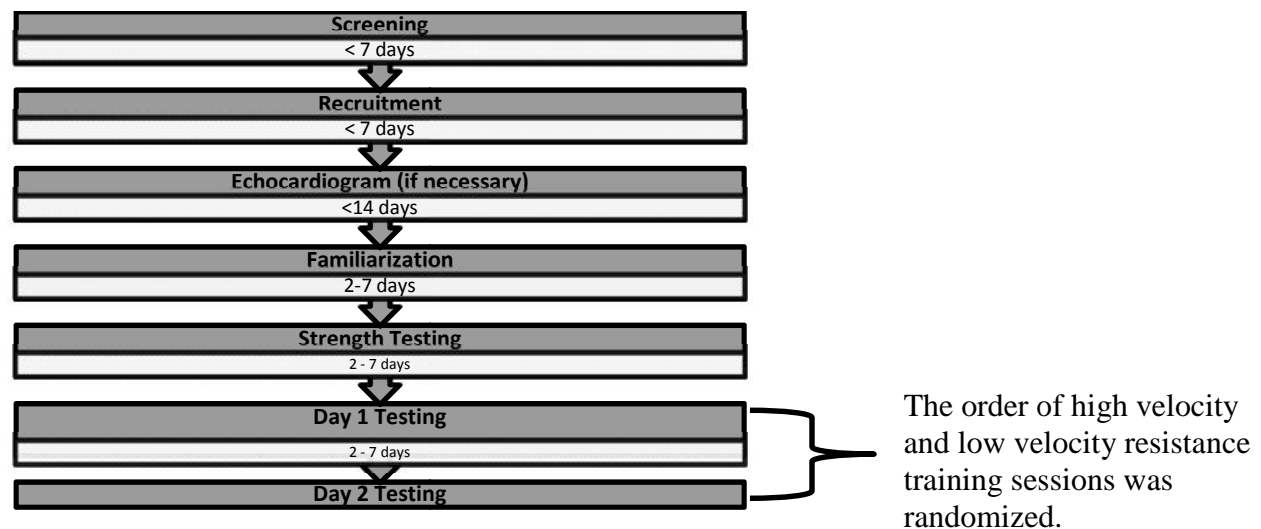 Screening
< 7 days
Recruitment
< 7 days
Echocardiogram (if necessary)
<14 days
Familiarization
2-7 days
Strength Testing
2 - 7 days
Day 1 Testing
2 - 7 days
Day 2 Testing
The order of high velocity
and low velocity resistance
training sessions was
randomized.